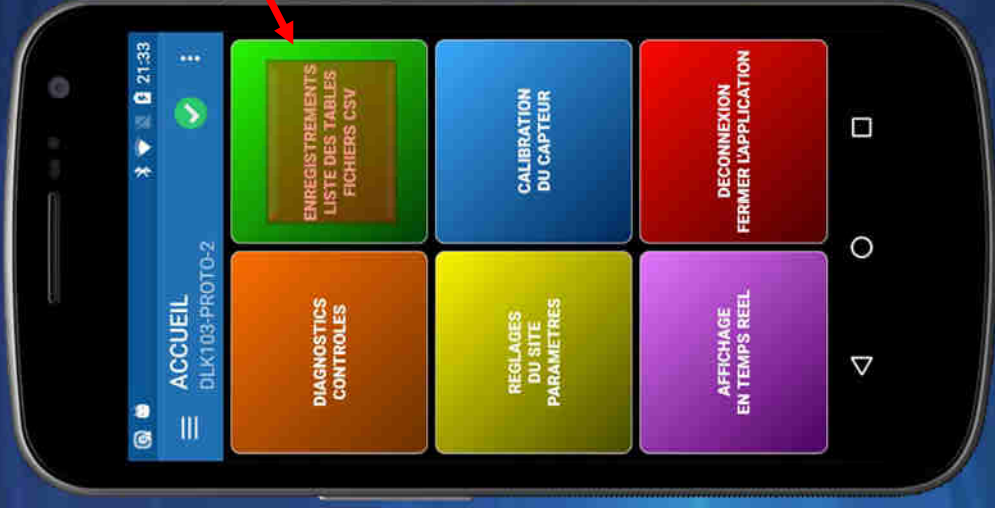 21:33
ACCUEIL
DLK103-PROTO-2
DIAGNOSTICS
CONTROLES
ENREGISTREMENTS
LISTE DES TABLES
FICHIERS CSV
REGLAGES
DU SITE
PARAMETRES
CALIBRATION
DU CAPTEUR
AFFICHAGE
EN TEMPS REEL
DECONNEXION
FERMER L'APPLICATION